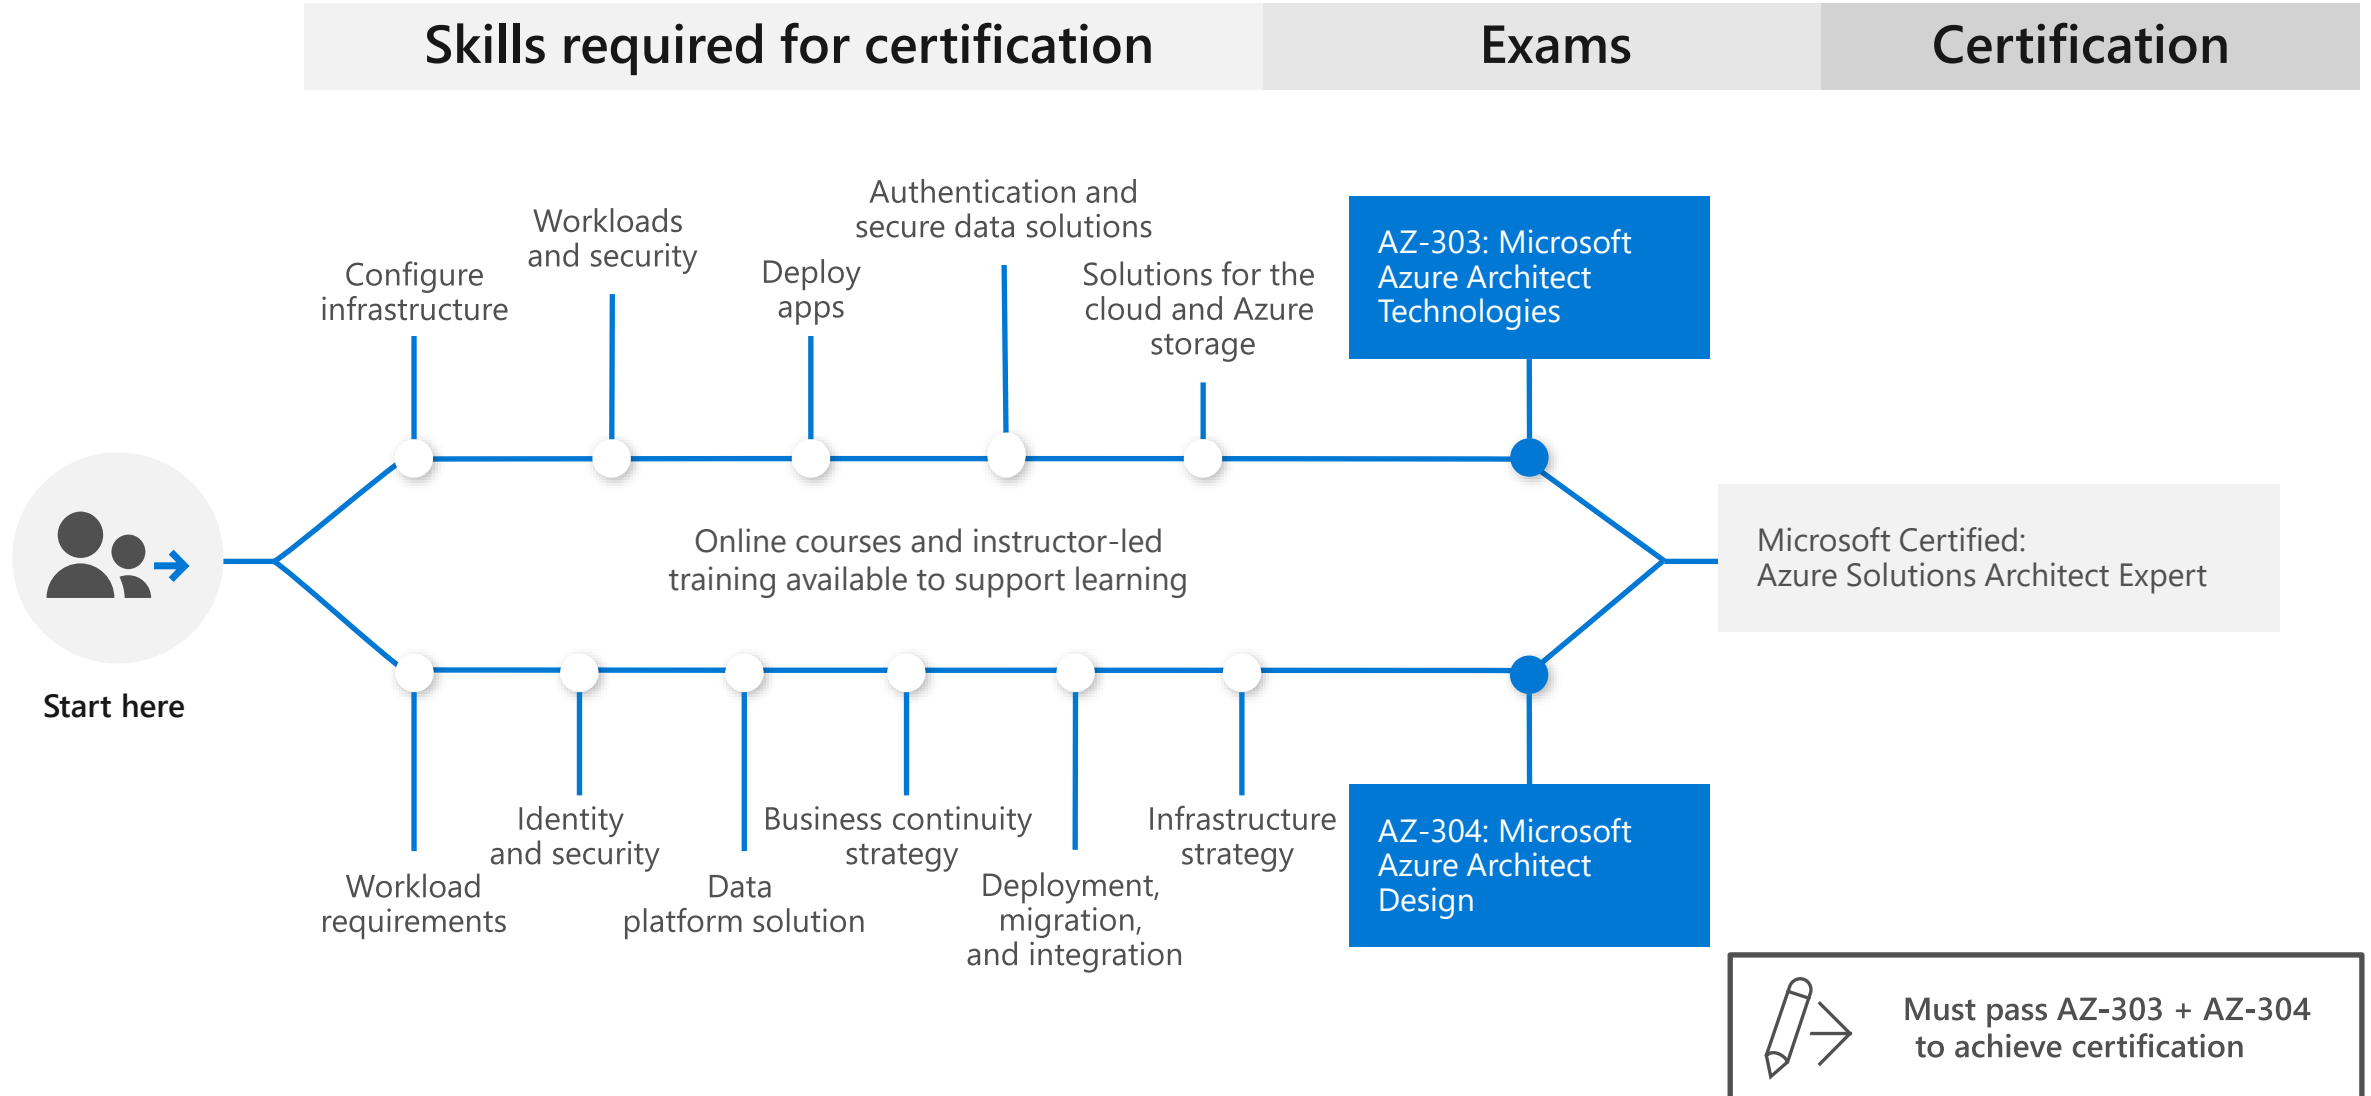 Skills required for certification
Exams
Certification
Configure
infrastructure
Workloads
and security
Deploy
apps
Authentication and
secure data solutions
Solutions for the
cloud and Azure
storage
AZ-303: Microsoft
Azure Architect
Technologies
Start here
Online courses and instructor-led
training available to support learning
Microsoft Certified:
Azure Solutions Architect Expert
Workload
requirements
Identity
and security
Data
platform solution
Business continuity
strategy
Deployment,
migration,
and integration
Infrastructure
strategy
AZ-304: Microsoft
Azure Architect
Design
Must pass AZ-303 + AZ-304
to achieve certification